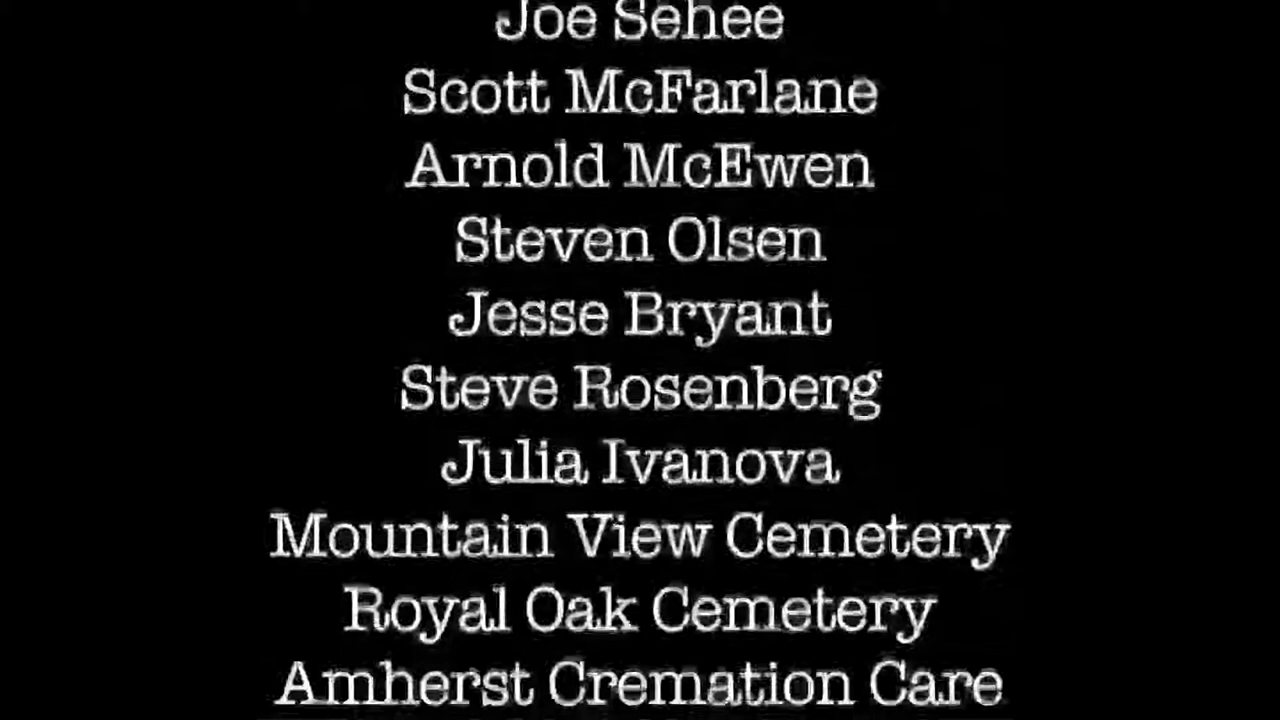 Joe Sehee
Scott McFarlane
Arnold McEwen
Steven Olsen
Jesse Bryant
Steve Rosenberg
Julia Ivanova
Mountain View Cemetery
Royal Oak Cemetery
Amherst Cremation Care